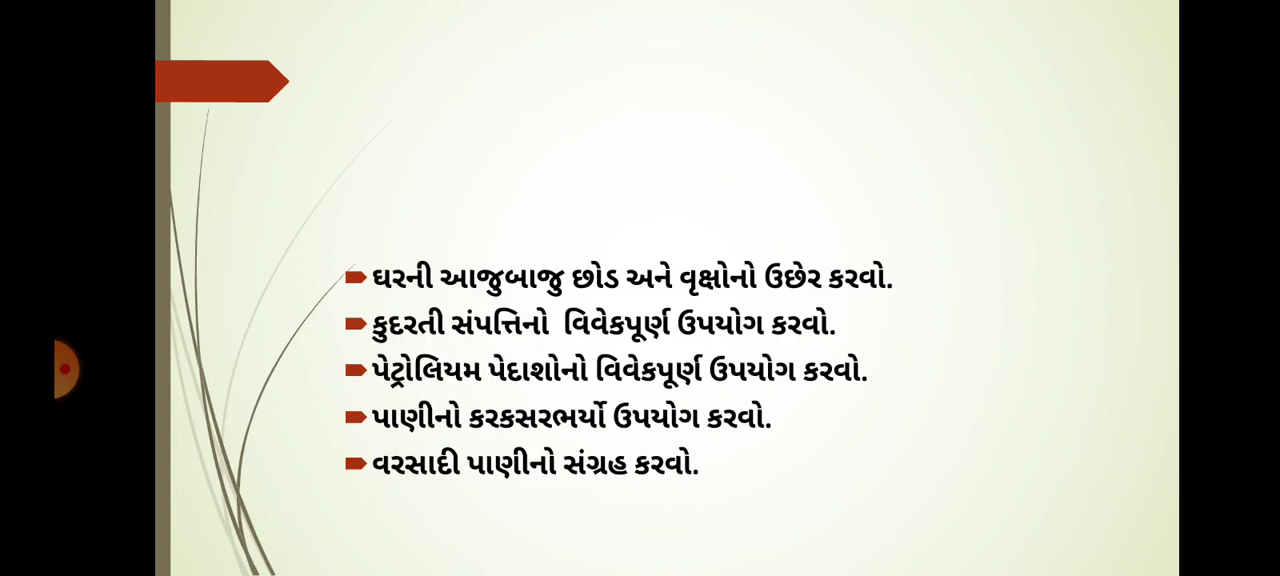 ઘરની આજુબાજુ છોડ અને વૃક્ષોનો ઉછેર કરવો.
કુદરતી સંપત્તિનો વિવેકપૂર્ણ ઉપયોગ કરવો.
પેટ્રોલિયમ પેદાશોનો વિવેકપૂર્ણ ઉપયોગ કરવો.
પાણીનો કરકસરભર્યો ઉપયોગ કરવો.
વરસાદી પાણીનો સંગ્રહ કરવો.